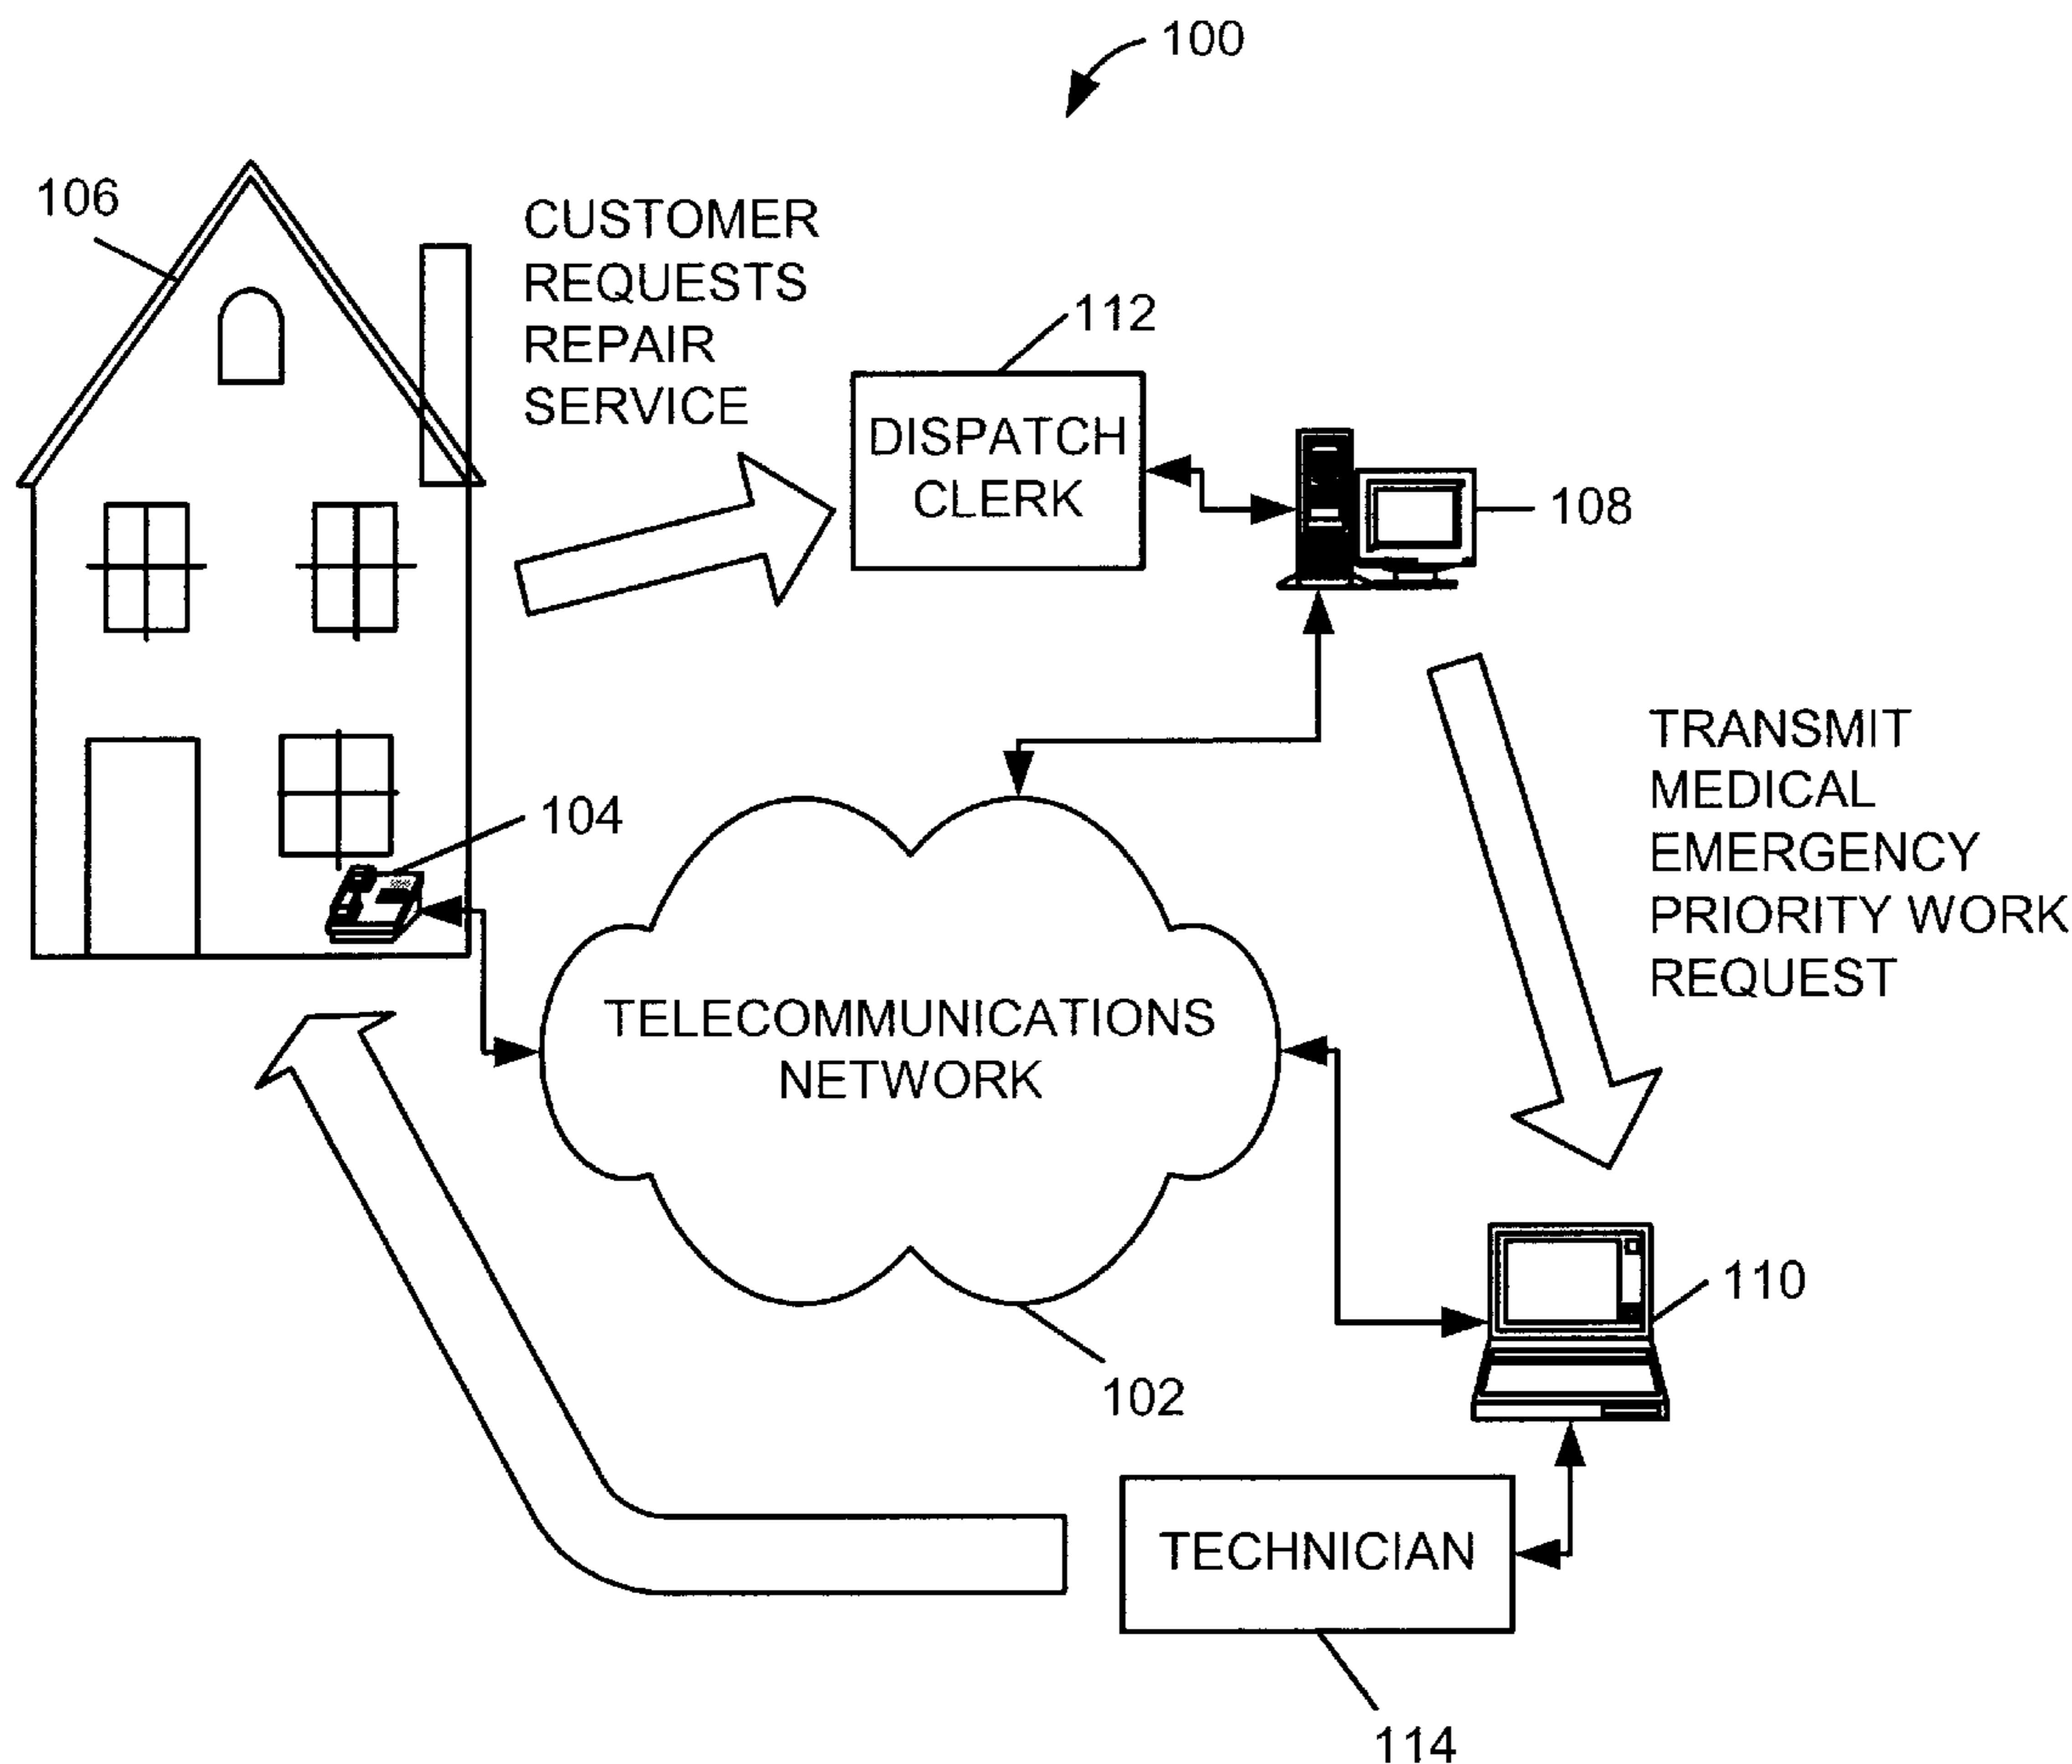 100
106
CUSTOMER
REQUESTS
REPAIR
SERVICE
112
DISPATCH
CLERK
108
TRANSMIT
MEDICAL
EMERGENCY
PRIORITY WORK
REQUEST
104
TELECOMMUNICATIONS
NETWORK
110
102
TECHNICIAN
114